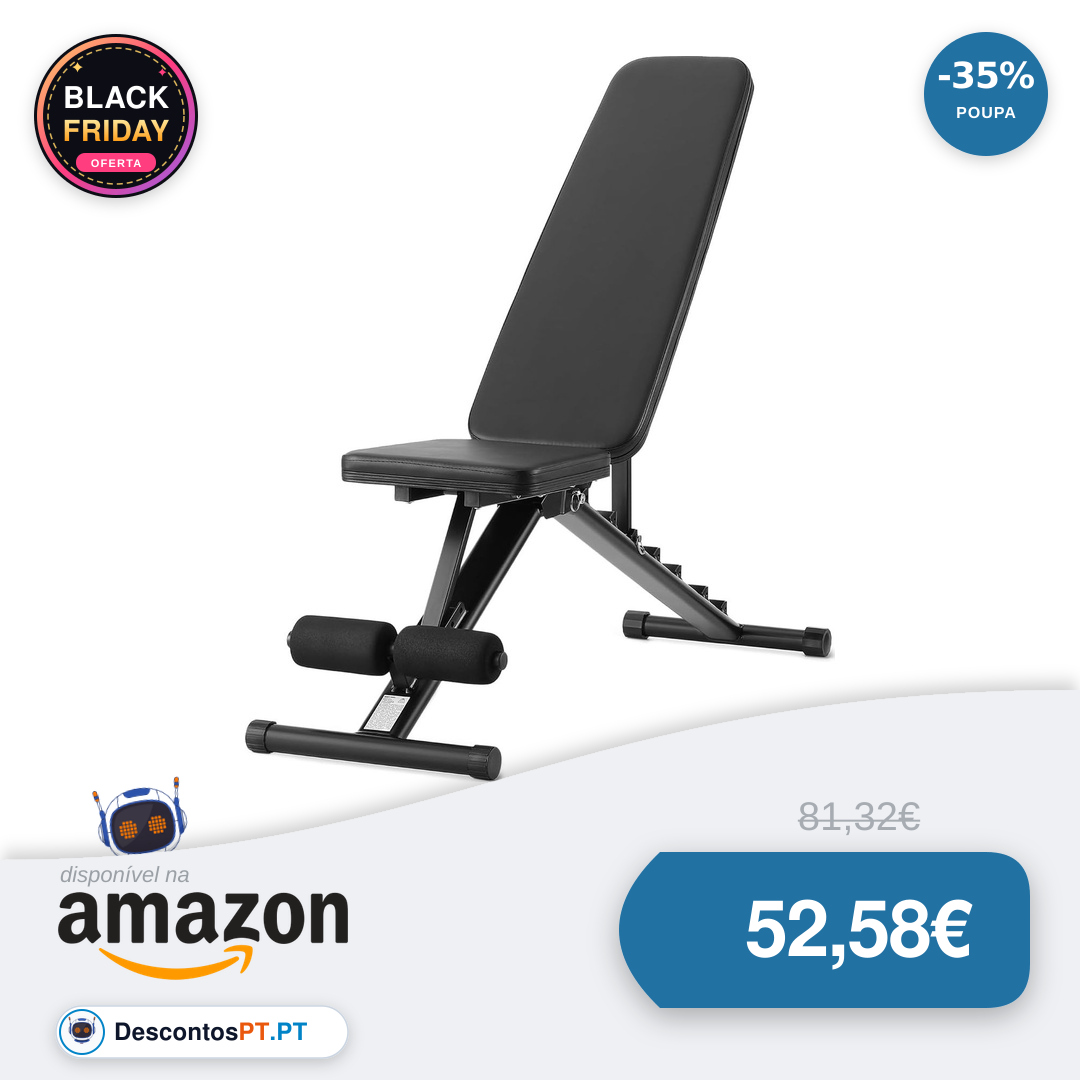 BLACK
FRIDAY
OFERTA
-35%
POUPA
81,32€
52,58€
disponível na
amazon
DescontosPT.PT